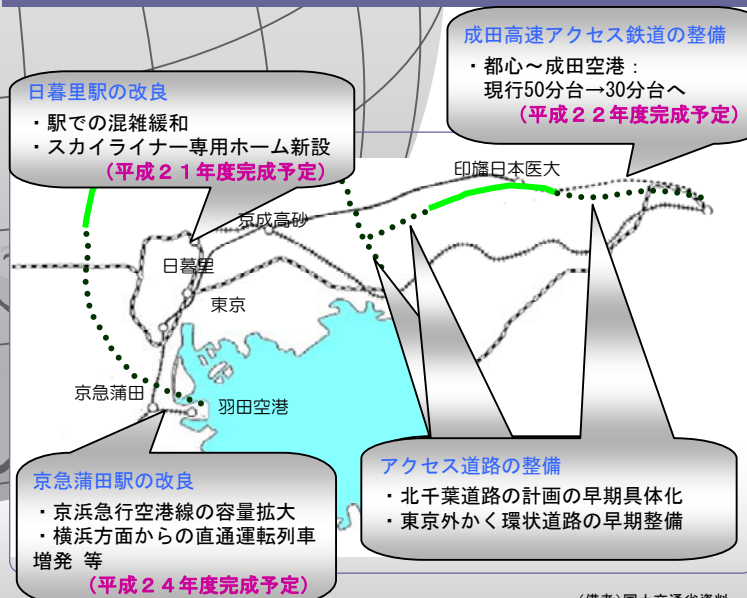 成田高速アクセス鉄道の整備
・都心～成田空港：
現行50分台→30分台へ
(平成２２年度完成予定)
日暮里駅の改良
・駅での混雑緩和
・スカイライナー専用ホーム新設
(平成２１年度完成予定)
印旛日本医大
京成高砂
日暮里
東京
京急蒲田
羽田空港
京急蒲田駅の改良
・京浜急行空港線の容量拡大
・横浜方面からの直通運転列車
増発 等
(平成２４年度完成予定)
アクセス道路の整備
・北千葉道路の計画の早期具体化
・東京外かく環状道路の早期整備
(備考)国土交通省資料